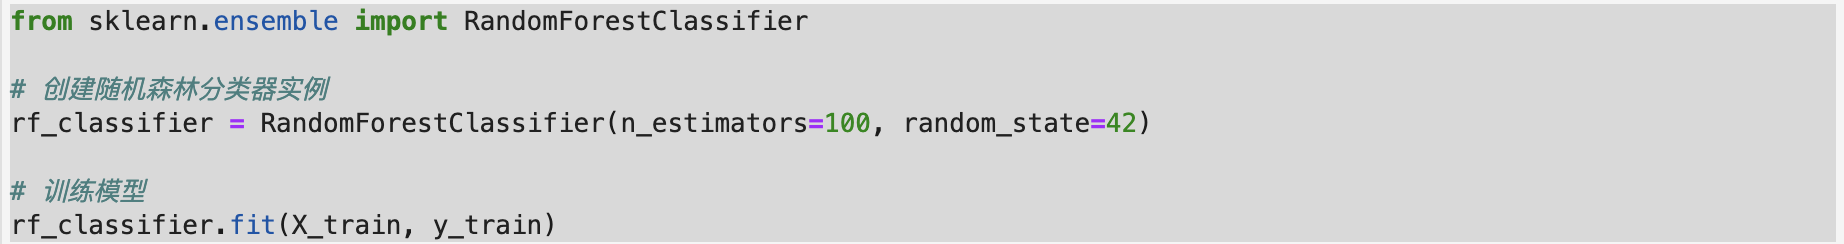 from sklearn.ensemble import RandomForestClassifier
# 创建随机森林分类器实例
rf_classifier = RandomForestClassifier(n_estimators=100, random_state=42)
# 训练模型
rf_classifier.fit(X_train, y_train)